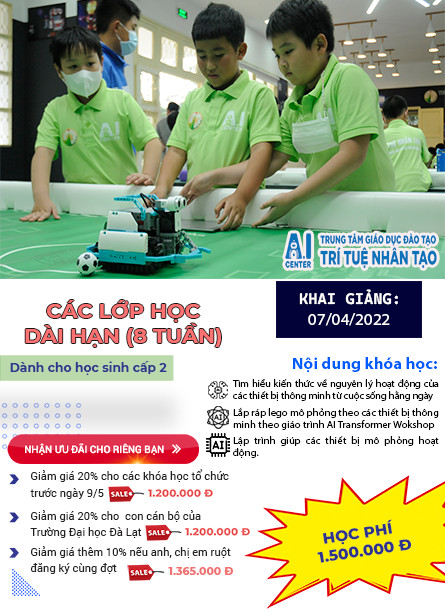 AI
CENTER
TRUNG TÂM GIÁO DỤC ĐÀO TẠO
TRÍ TUỆ NHÂN TẠO
CÁC LỚP HỌC
DÀI HẠN (8 TUẦN)
Dành cho học sinh cấp 2
KHAI GIẢNG:
07/04/2022
Nội dung khóa học:
Tìm hiểu kiến thức về nguyên lý hoạt động của
các thiết bị thông minh từ cuộc sống hằng ngày
AI
Lắp ráp lego mô phỏng theo các thiết bị thông
minh theo giáo trình AI Transformer Wokshop
AI
Lập trình giúp các thiết bị mô phỏng hoạt
động.
NHẬN ƯU ĐÃI CHO RIÊNG BẠN
Giảm giá 20% cho các khóa học tổ chức
trước ngày 9/5 SALE 1.200.000 Đ
Giảm giá 20% cho con cán bộ của
Trường Đại học Đà Lạt SALE 1.200.000 Đ
Giảm giá thêm 10% nếu anh, chị em ruột
đăng ký cùng đợt SALE 1.365.000 Đ
HỌC PHÍ
1.500.000 Đ